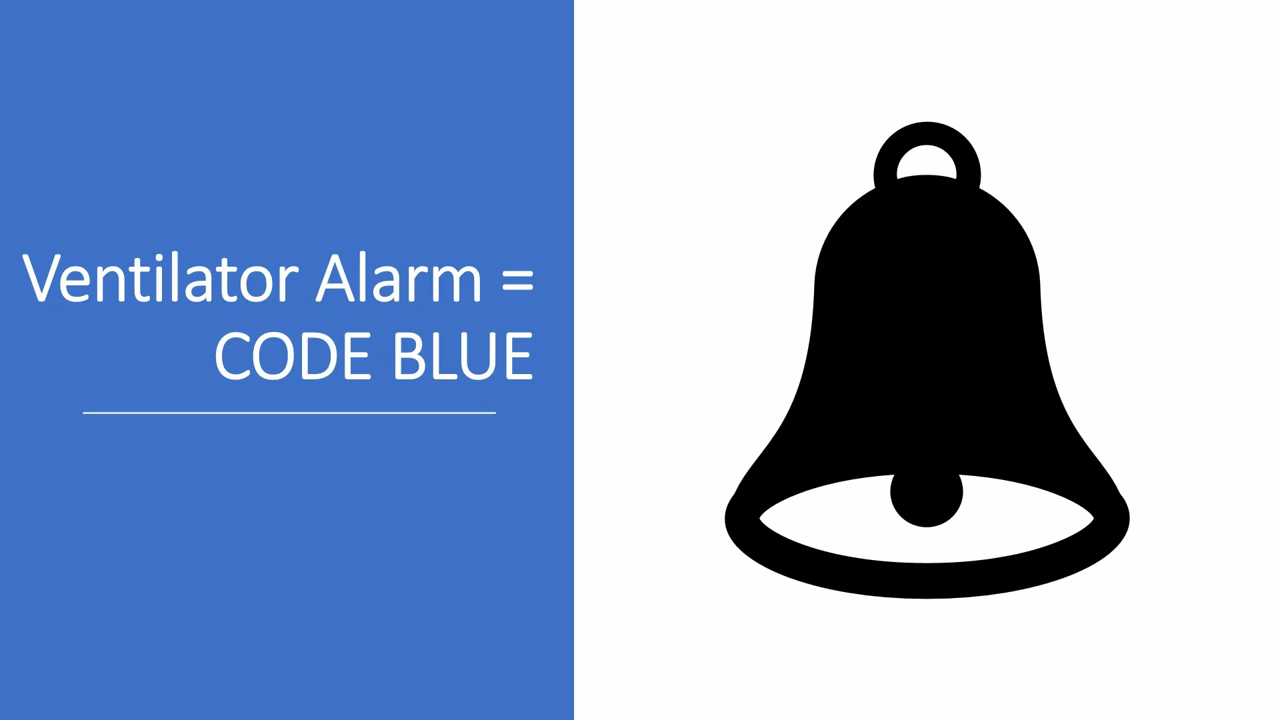 Ventilator Alarm =
CODE BLUE